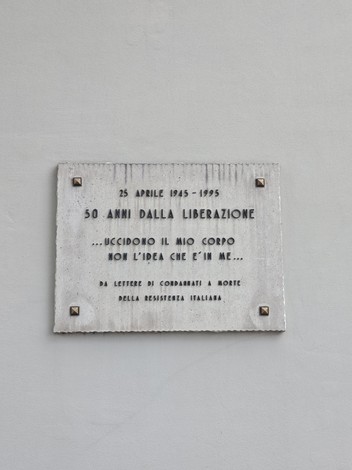 25 APRILE 1945-1995
50 ANNI DALLA LIBERAZIONE
...UCCIDONO IL MIO CORPO
NON L'IDEA CHE E' IN ME...
DA LETTERE DI CONDANNATI A MORTE
DELLA RESISTENZA ITALIANA